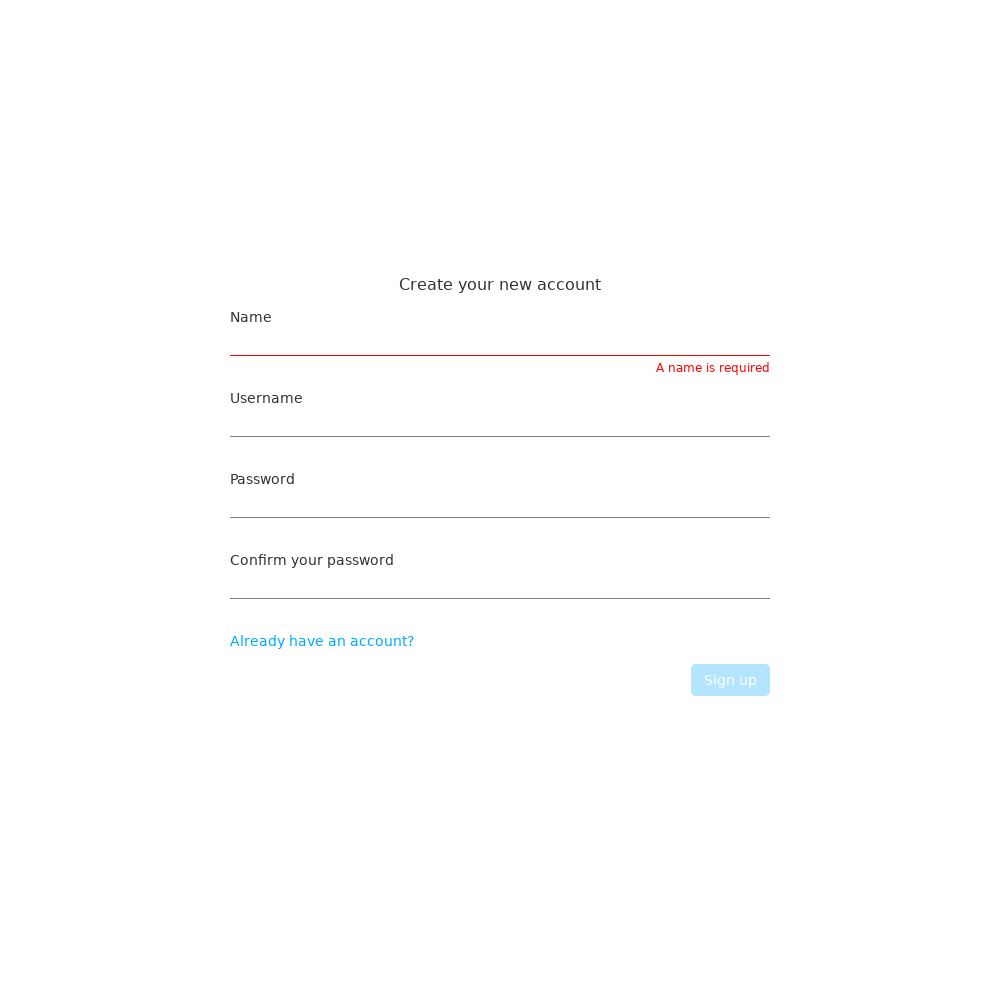 Create your new account
Name
A name is required
Username
Password
Confirm your password
Already have an account?
Sign up